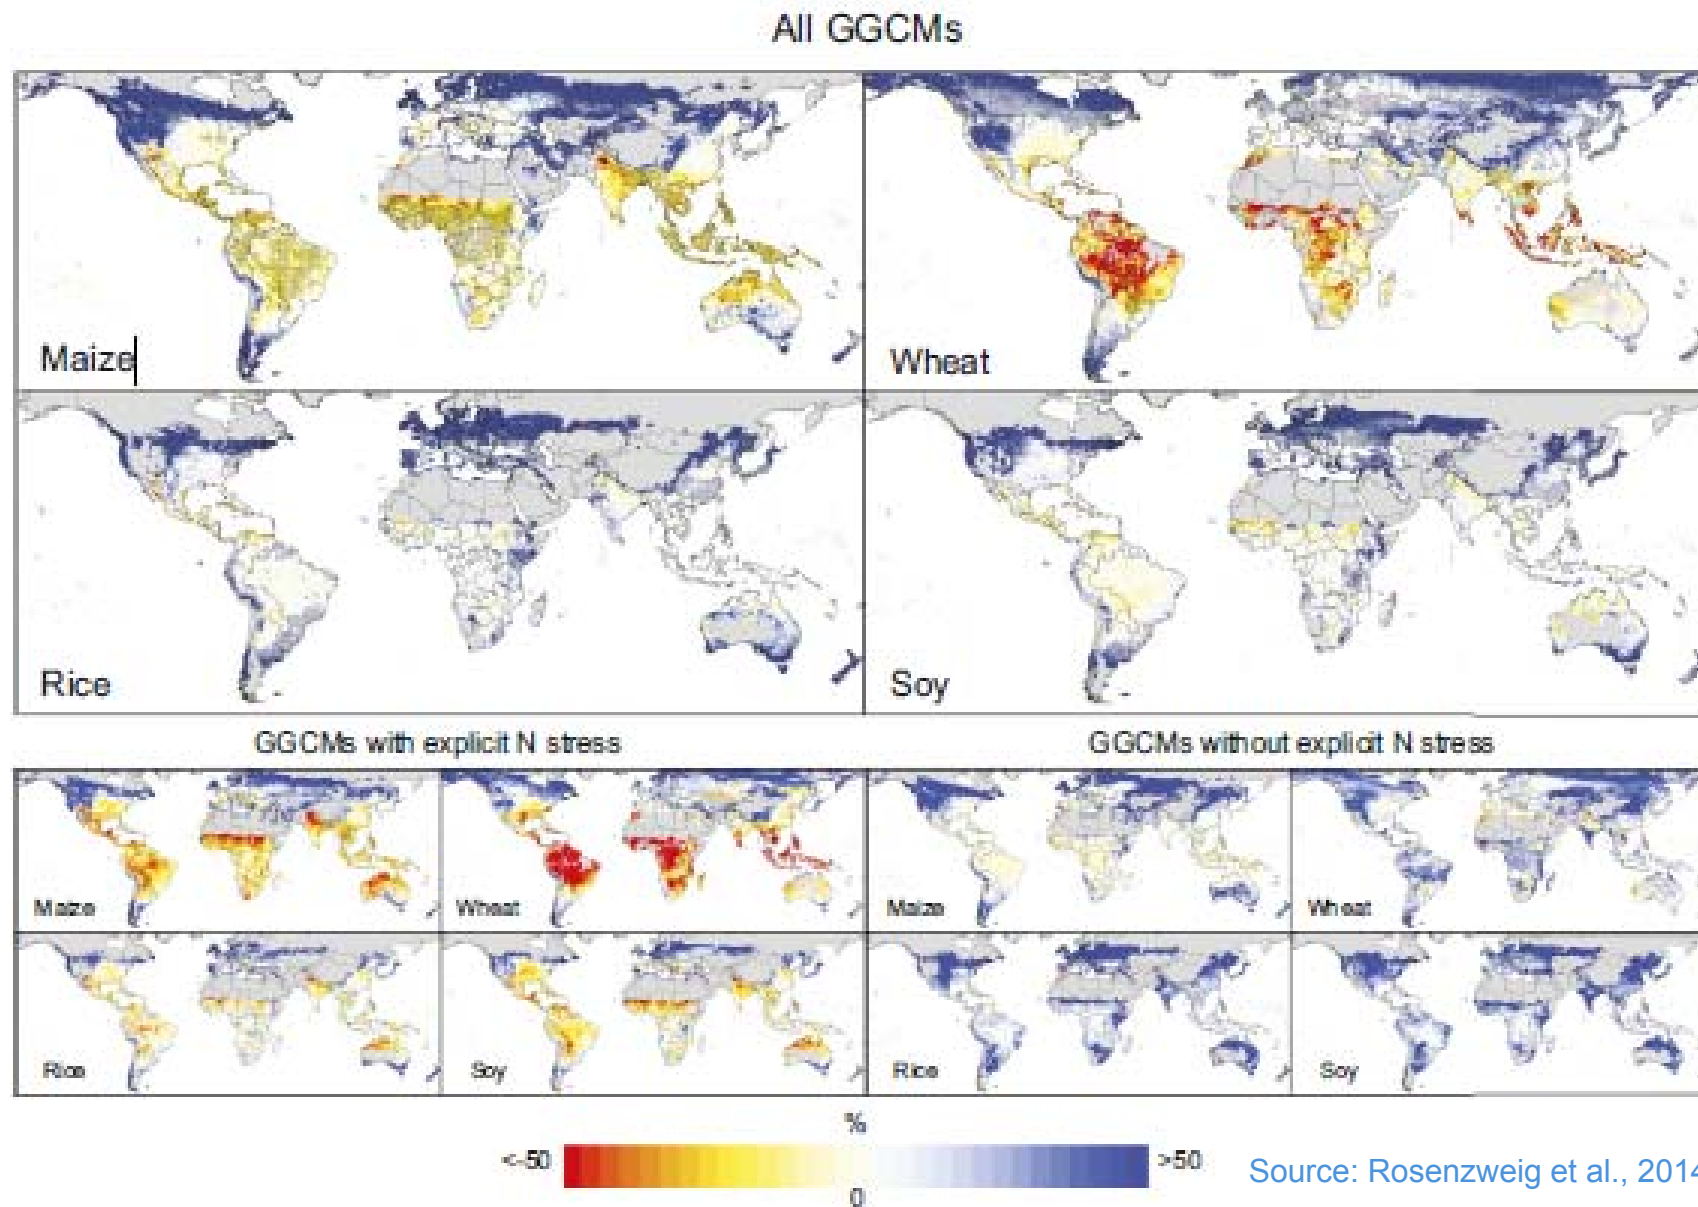 All GGCMs
Maize
Wheat
Rice
Soy
GGCMs with explicit N stress
GGCMs without explicit N stress
Maize
Wheat
Maize
Wheat
Rice
Soy
Rice
Soy
%
<-50
>50
0
Source: Rosenzweig et al., 2014